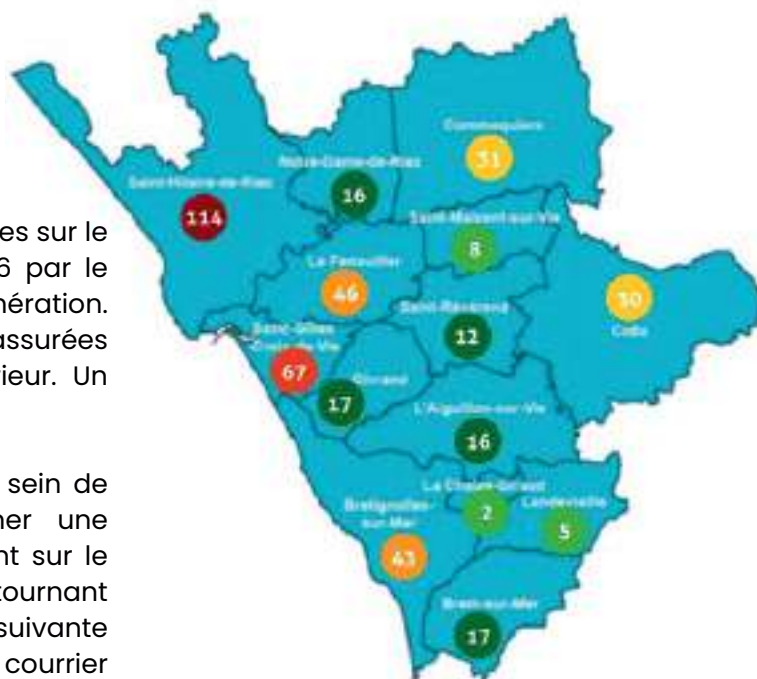 es sur le
6 par le
nération.
assurées
rieur. Un
sein de
ner une
nt sur le
tournant
suivante
courrier
Commequiers
31
Notre-Dame-de-Riez
16
Saint-Hilaire-de-Riez
114
Saint-Maixent-sur-Vie
8
Le Fenouiller
46
30
Coëx
Saint-Révérend
12
Saint-Gilles
Croix-de-Vie
67
Givrand
17
L'Aiguillon-sur-Vie
16
La Chaize-Giraud
2
Landevieille
5
Bretignolles-
sur-Mer
43
Brem-sur-Mer
17